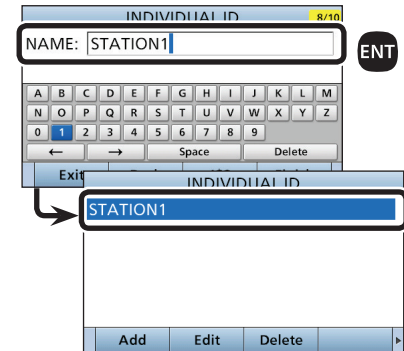 INDIVIDUAL ID 8/10
NAME: STATION1
ENT
A B C D E F G H I J K L M
N O P Q R S T U V W X Y Z
0 1 2 3 4 5 6 7 8 9
← → Space Delete
Exit
INDIVIDUAL ID
STATION1
Add Edit Delete